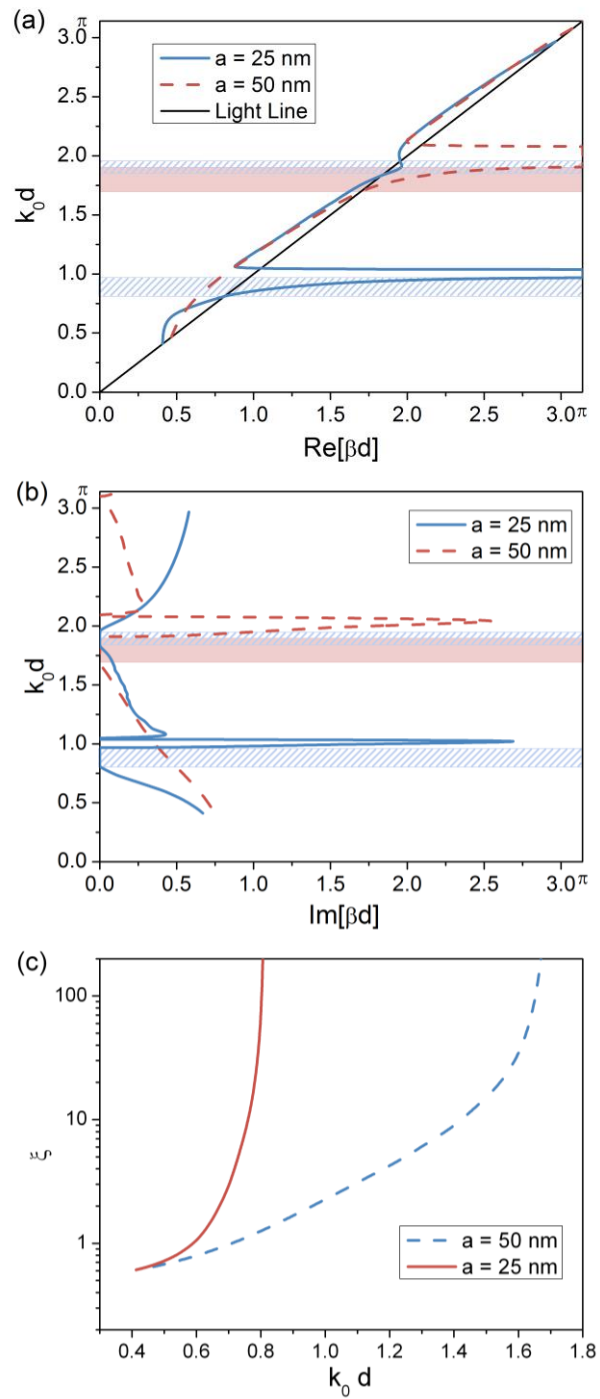 (a)
π
3.0
2.5
2.0
1.5
1.0
0.5
0.0
k₀d
a = 25 nm
a = 50 nm
Light Line
0.0 0.5 1.0 1.5 2.0 2.5 3.0 π
Re[βd]
(b)
π
3.0
2.5
2.0
1.5
1.0
0.5
0.0
k₀d
a = 25 nm
a = 50 nm
0.0 0.5 1.0 1.5 2.0 2.5 3.0 π
Im[βd]
(c)
100
10
1
ξ
a = 50 nm
a = 25 nm
0.4 0.6 0.8 1.0 1.2 1.4 1.6 1.8
k₀ d